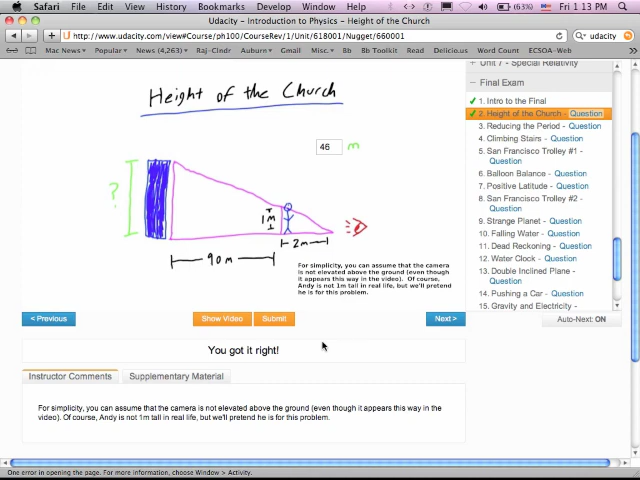 Safari File Edit View History Bookmarks Develop Window Help (63%) Fri 1:13 PM
Udacity - Introduction to Physics - Height of the Church
http://www.udacity.com/view#Course/ph100/CourseRev/1/Unit/618001/Nugget/660001
udacity
Mac News Popular News (4,263) Raj-Clndr Auburn Gmail Misc. Bb Bb Toolkit Read Delicio.us Word Count ECSOA-Web
Unit 7 - Special Relativity
Final Exam
1. Intro to the Final
2. Height of the Church - Question
3. Reducing the Period - Question
4. Climbing Stairs - Question
5. San Francisco Trolley #1 - Question
6. Balloon Balance - Question
7. Positive Latitude - Question
8. San Francisco Trolley #2 - Question
9. Strange Planet - Question
10. Falling Water - Question
11. Dead Reckoning - Question
12. Water Clock - Question
13. Double Inclined Plane - Question
14. Pushing a Car - Question
15. Gravity and Electricity -
Height of the Church
46 m
?
1M
2m
90m
For simplicity, you can assume that the camera
is not elevated above the ground (even though
it appears this way in the video). Of course,
Andy is not 1m tall in real life, but we'll pretend
he is for this problem.
< Previous
Show Video
Submit
Next >
Auto-Next: ON
You got it right!
Instructor Comments
Supplementary Material
For simplicity, you can assume that the camera is not elevated above the ground (even though it appears this way in the
video). Of course, Andy is not 1m tall in real life, but we'll pretend he is for this problem.
One error in opening the page. For more information, choose Window > Activity.